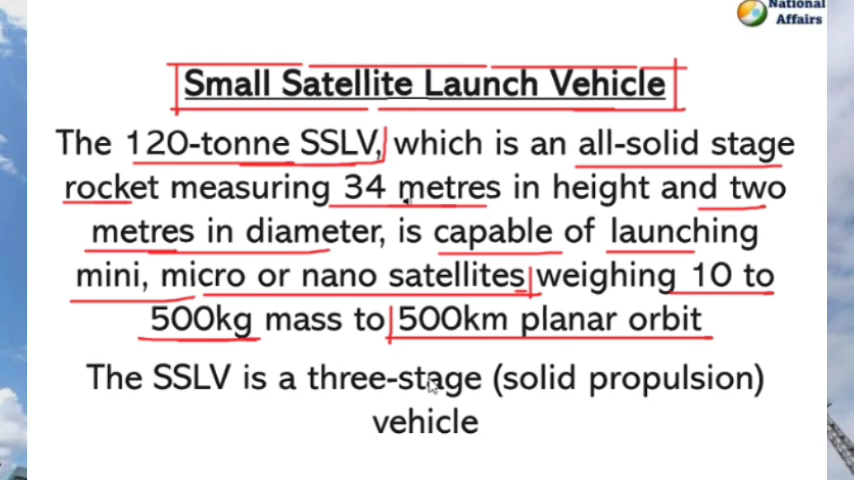 National
Affairs
Small Satellite Launch Vehicle
The 120-tonne SSLV, which is an all-solid stage
rocket measuring 34 metres in height and two
metres in diameter, is capable of launching
mini, micro or nano satellites weighing 10 to
500kg mass to 500km planar orbit
The SSLV is a three-stage (solid propulsion)
vehicle